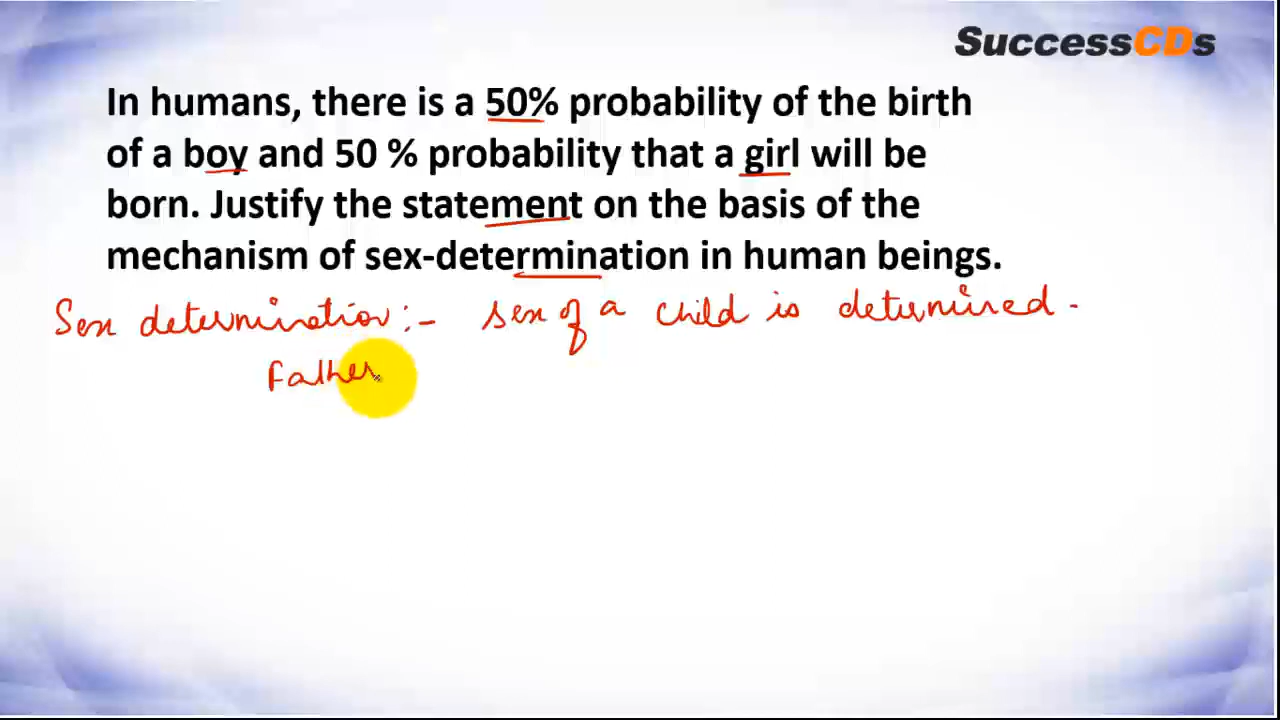 SuccessCDs
In humans, there is a 50% probability of the birth
of a boy and 50 % probability that a girl will be
born. Justify the statement on the basis of the
mechanism of sex-determination in human beings.
Sex determination :- Sex of a child is determined.
Father